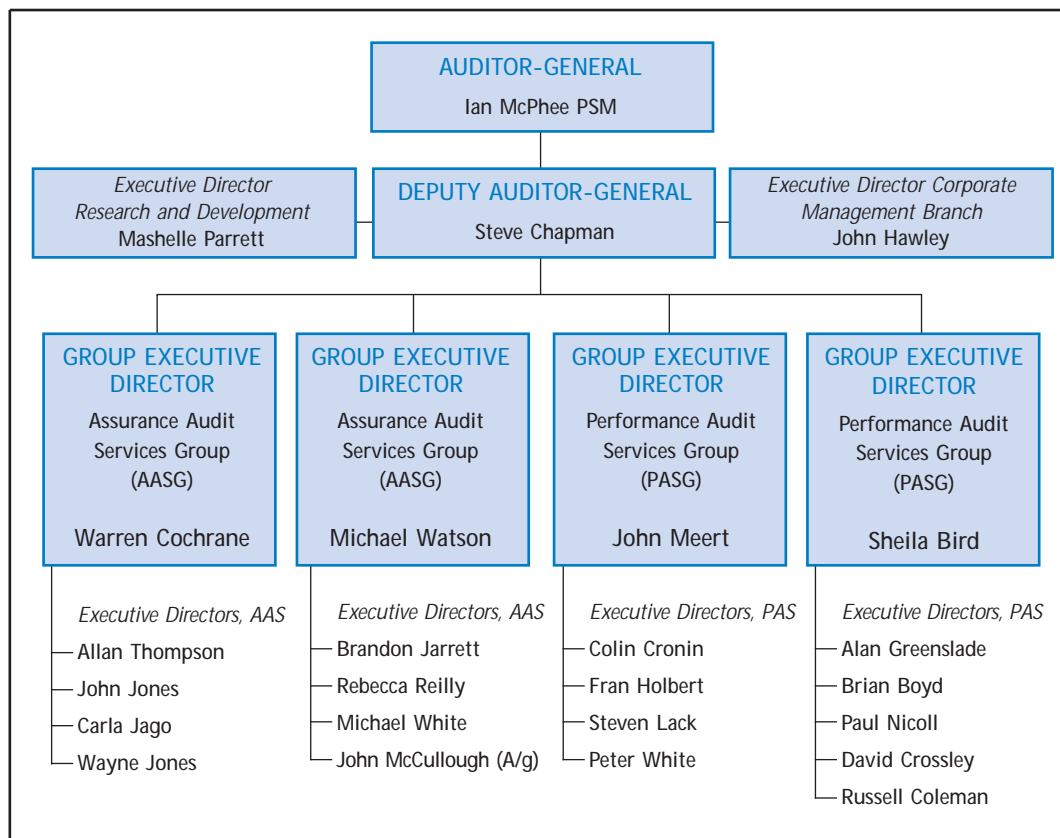 AUDITOR-GENERAL
Ian McPhee PSM
Executive Director
Research and Development
Mashelle Parrett
DEPUTY AUDITOR-GENERAL
Steve Chapman
Executive Director Corporate
Management Branch
John Hawley
GROUP EXECUTIVE
DIRECTOR
Assurance Audit
Services Group
(AASG)
Warren Cochrane
Executive Directors, AAS
Allan Thompson
John Jones
Carla Jago
Wayne Jones
GROUP EXECUTIVE
DIRECTOR
Assurance Audit
Services Group
(AASG)
Michael Watson
Executive Directors, AAS
Brandon Jarrett
Rebecca Reilly
Michael White
John McCullough (A/g)
GROUP EXECUTIVE
DIRECTOR
Performance Audit
Services Group
(PASG)
John Meert
Executive Directors, PAS
Colin Cronin
Fran Holbert
Steven Lack
Peter White
GROUP EXECUTIVE
DIRECTOR
Performance Audit
Services Group
(PASG)
Sheila Bird
Executive Directors, PAS
Alan Greenslade
Brian Boyd
Paul Nicoll
David Crossley
Russell Coleman